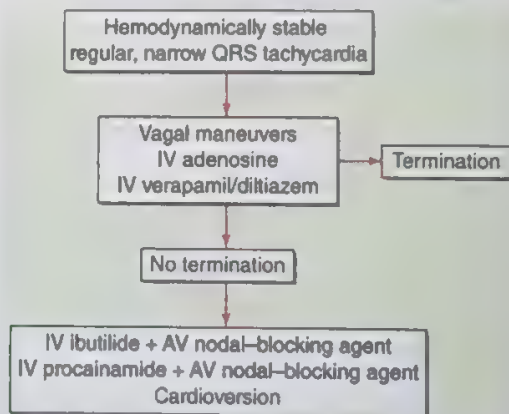 Hemodynamically stable
regular, narrow QRS tachycardia
Vagal maneuvers
IV adenosine
IV verapamil/diltiazem
Termination
No termination
IV ibutilide + AV nodal–blocking agent
IV procainamide + AV nodal–blocking agent
Cardioversion